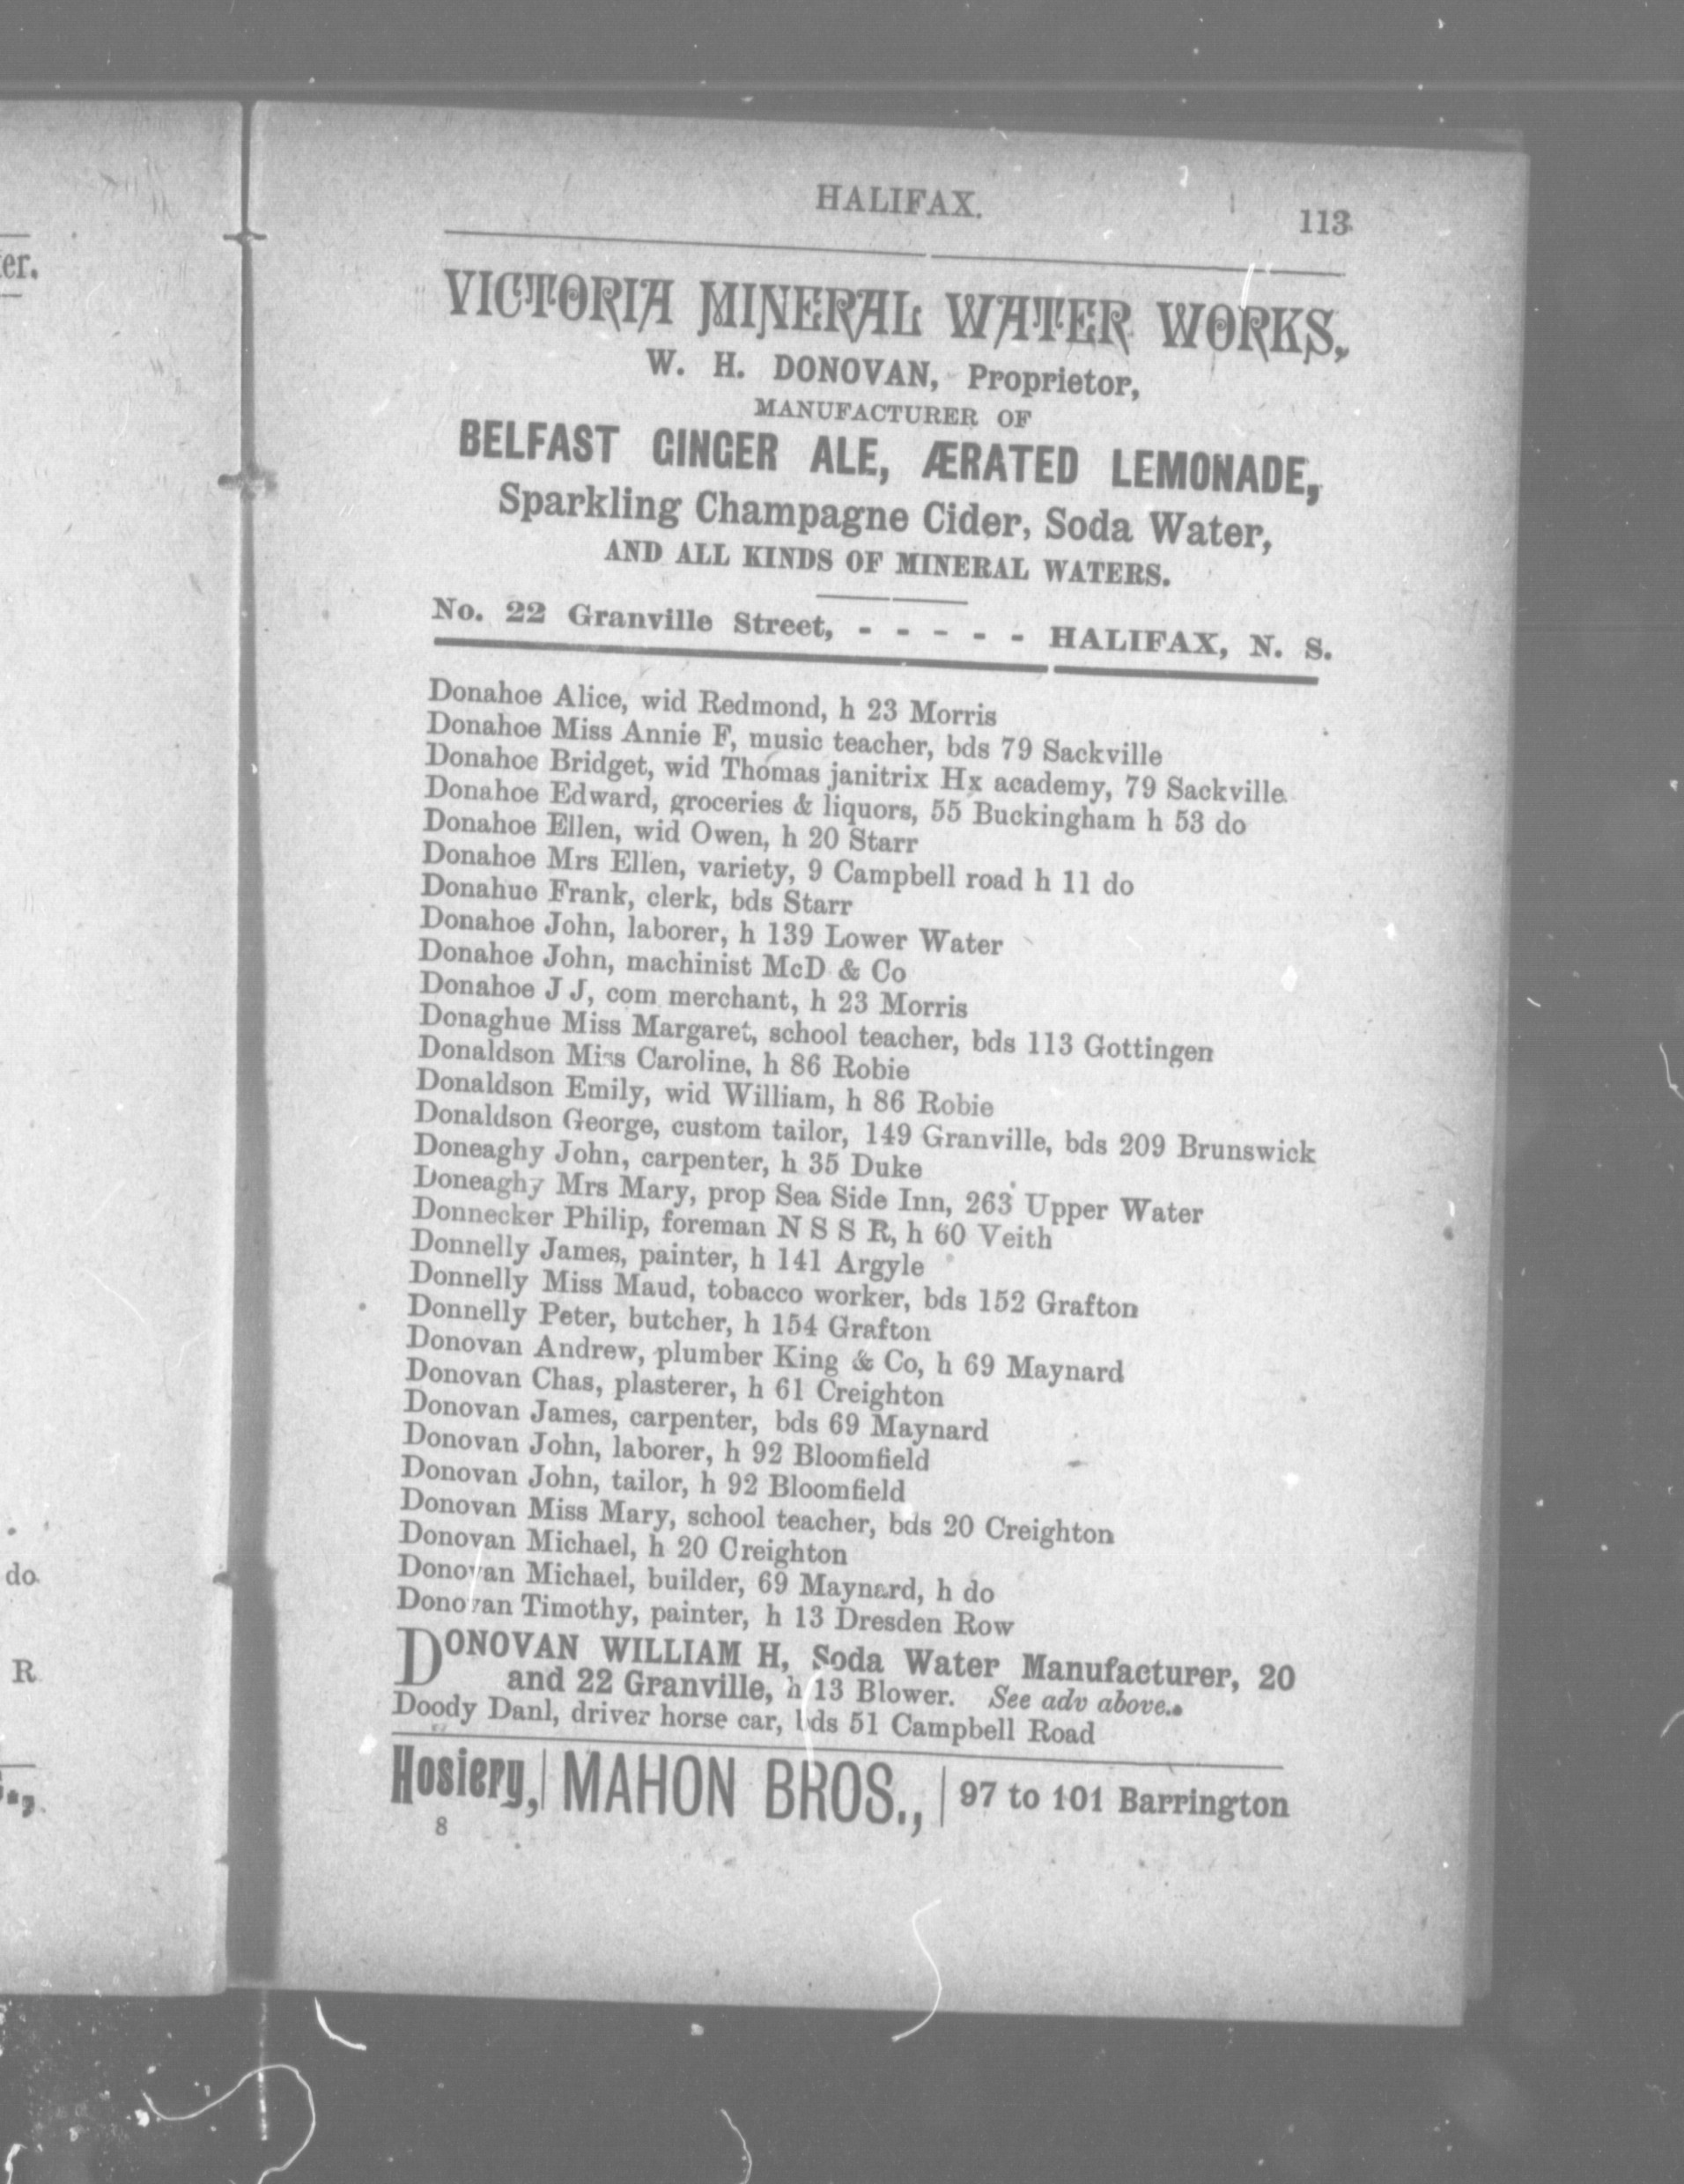 HALIFAX. 113
VICTORIA MINERAL WATER WORKS,
W. H. DONOVAN, Proprietor,
MANUFACTURER OF
BELFAST GINGER ALE, ÆRATED LEMONADE,
Sparkling Champagne Cider, Soda Water,
AND ALL KINDS OF MINERAL WATERS.
No. 22 Granville Street, - - - - - HALIFAX, N. S.
Donahoe Alice, wid Redmond, h 23 Morris
Donahoe Miss Annie F, music teacher, bds 79 Sackville
Donahoe Bridget, wid Thomas janitrix Hx academy, 79 Sackville
Donahoe Edward, groceries & liquors, 55 Buckingham h 53 do
Donahoe Ellen, wid Owen, h 20 Starr
Donahoe Mrs Ellen, variety, 9 Campbell road h 11 do
Donahue Frank, clerk, bds Starr
Donahoe John, laborer, h 139 Lower Water
Donahoe John, machinist McD & Co
Donahoe J J, com merchant, h 23 Morris
Donaghue Miss Margaret, school teacher, bds 113 Gottingen
Donaldson Miss Caroline, h 86 Robie
Donaldson Emily, wid William, h 86 Robie
Donaldson George, custom tailor, 149 Granville, bds 209 Brunswick
Doneaghy John, carpenter, h 35 Duke
Doneaghy Mrs Mary, prop Sea Side Inn, 263 Upper Water
Donnecker Philip, foreman N S S R, h 60 Veith
Donnelly James, painter, h 141 Argyle
Donnelly Miss Maud, tobacco worker, bds 152 Grafton
Donnelly Peter, butcher, h 154 Grafton
Donovan Andrew, plumber King & Co, h 69 Maynard
Donovan Chas, plasterer, h 61 Creighton
Donovan James, carpenter, bds 69 Maynard
Donovan John, laborer, h 92 Bloomfield
Donovan John, tailor, h 92 Bloomfield
Donovan Miss Mary, school teacher, bds 20 Creighton
Donovan Michael, h 20 Creighton
Donovan Michael, builder, 69 Maynard, h do
Donovan Timothy, painter, h 13 Dresden Row
DONOVAN WILLIAM H, Soda Water Manufacturer, 20
and 22 Granville, h 13 Blower. See adv above.
Doody Danl, driver horse car, bds 51 Campbell Road
Hosiery, | MAHON BROS., | 97 to 101 Barrington
8